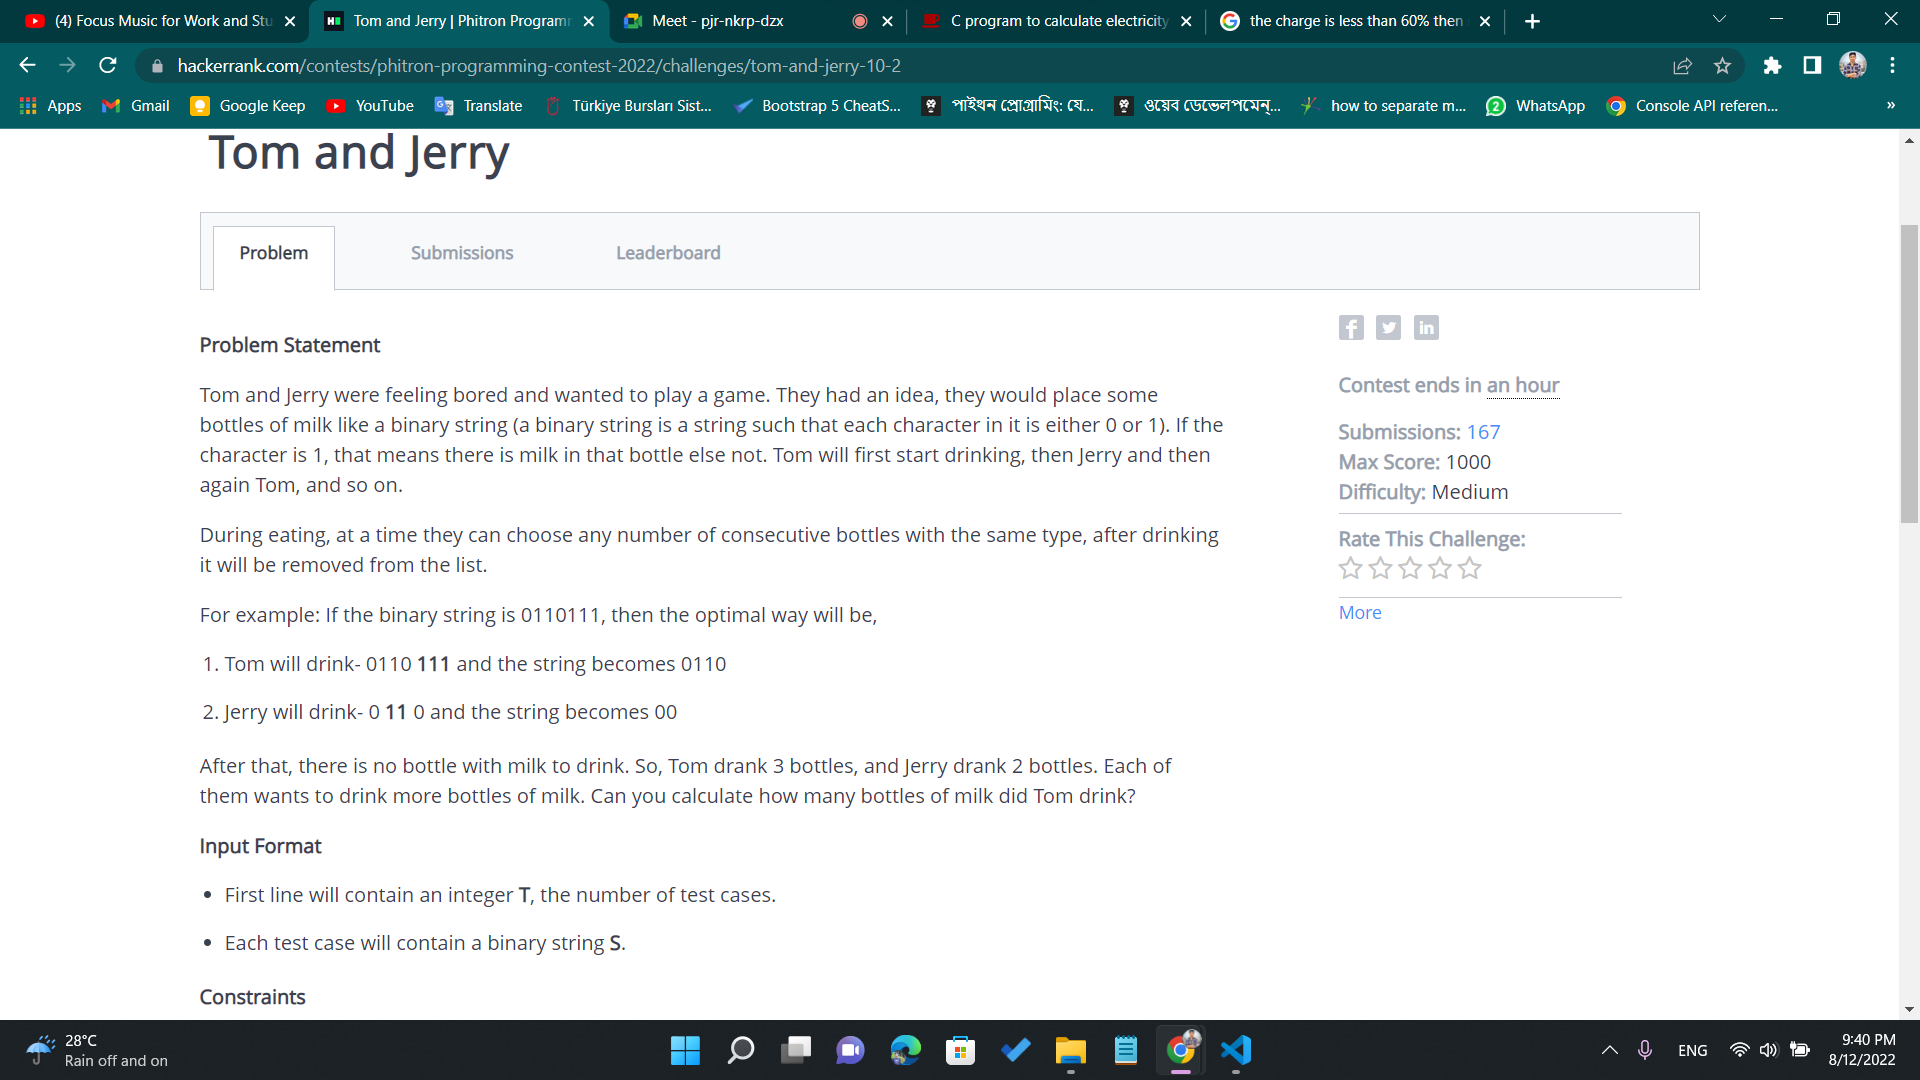 (4) Focus Music for Work and Stu
Tom and Jerry | Phitron Programm
Meet - pjr-nkrp-dzx
C program to calculate electricity
the charge is less than 60% then
hackerrank.com/contests/phitron-programming-contest-2022/challenges/tom-and-jerry-10-2
Apps
Gmail
Google Keep
YouTube
Translate
Türkiye Bursları Sist...
Bootstrap 5 CheatS...
পাইথন প্রোগ্রামিং: যে...
ওয়েব ডেভেলপমেন্...
how to separate m...
2 WhatsApp
Console API referen...
»
Tom and Jerry
Problem
Submissions
Leaderboard
Problem Statement
Tom and Jerry were feeling bored and wanted to play a game. They had an idea, they would place some
bottles of milk like a binary string (a binary string is a string such that each character in it is either 0 or 1). If the
character is 1, that means there is milk in that bottle else not. Tom will first start drinking, then Jerry and then
again Tom, and so on.
During eating, at a time they can choose any number of consecutive bottles with the same type, after drinking
it will be removed from the list.
For example: If the binary string is 0110111, then the optimal way will be,
1. Tom will drink- 0110 111 and the string becomes 0110
2. Jerry will drink- 0 11 0 and the string becomes 00
After that, there is no bottle with milk to drink. So, Tom drank 3 bottles, and Jerry drank 2 bottles. Each of
them wants to drink more bottles of milk. Can you calculate how many bottles of milk did Tom drink?
Input Format
• First line will contain an integer T, the number of test cases.
• Each test case will contain a binary string S.
Constraints
Contest ends in an hour
Submissions: 167
Max Score: 1000
Difficulty: Medium
Rate This Challenge:
More
28°C
Rain off and on
ENG
9:40 PM
8/12/2022